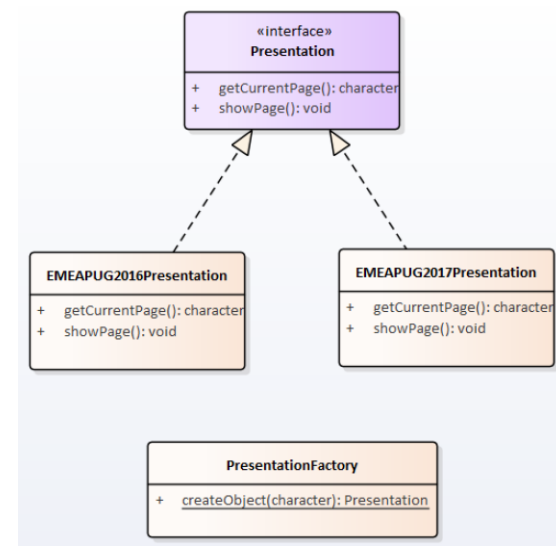 «interface»
Presentation
+ getCurrentPage(): character
+ showPage(): void
EMEAPUG2016Presentation
+ getCurrentPage(): character
+ showPage(): void
EMEAPUG2017Presentation
+ getCurrentPage(): character
+ showPage(): void
PresentationFactory
+ createObject(character): Presentation